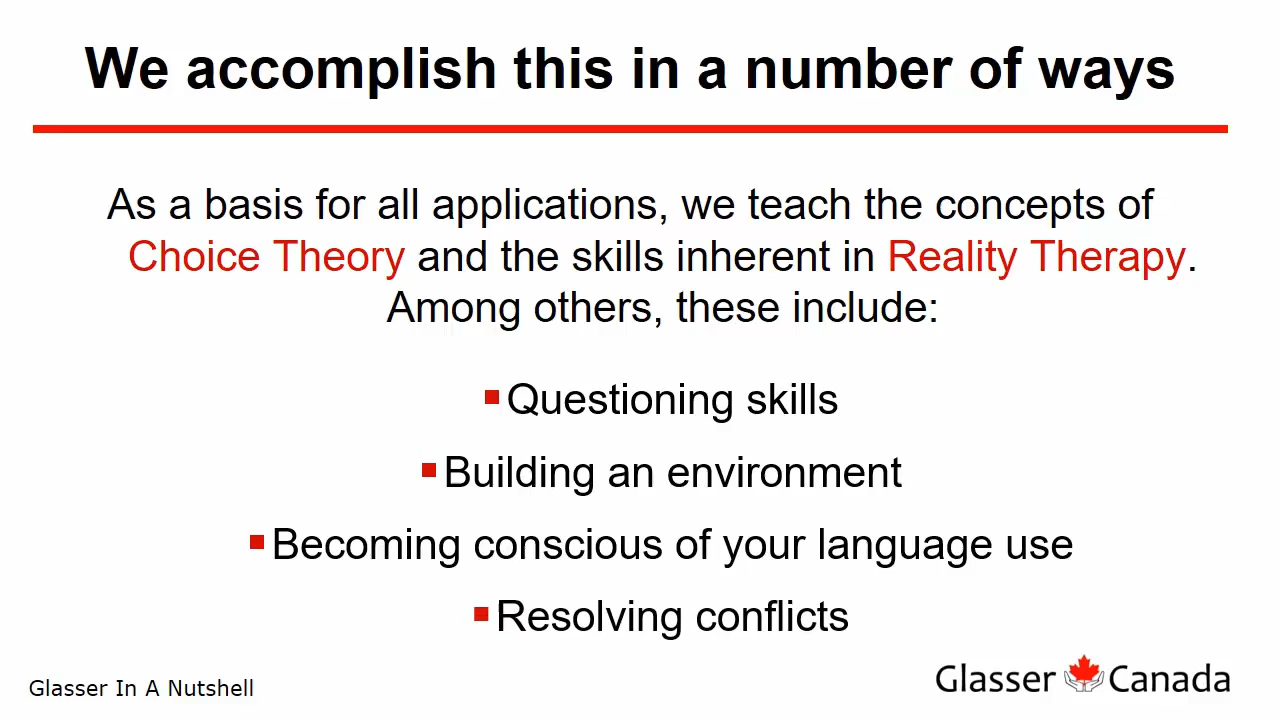 We accomplish this in a number of ways
As a basis for all applications, we teach the concepts of
Choice Theory and the skills inherent in Reality Therapy.
Among others, these include:
▪Questioning skills
▪Building an environment
▪Becoming conscious of your language use
▪Resolving conflicts
Glasser In A Nutshell
Glasser Canada